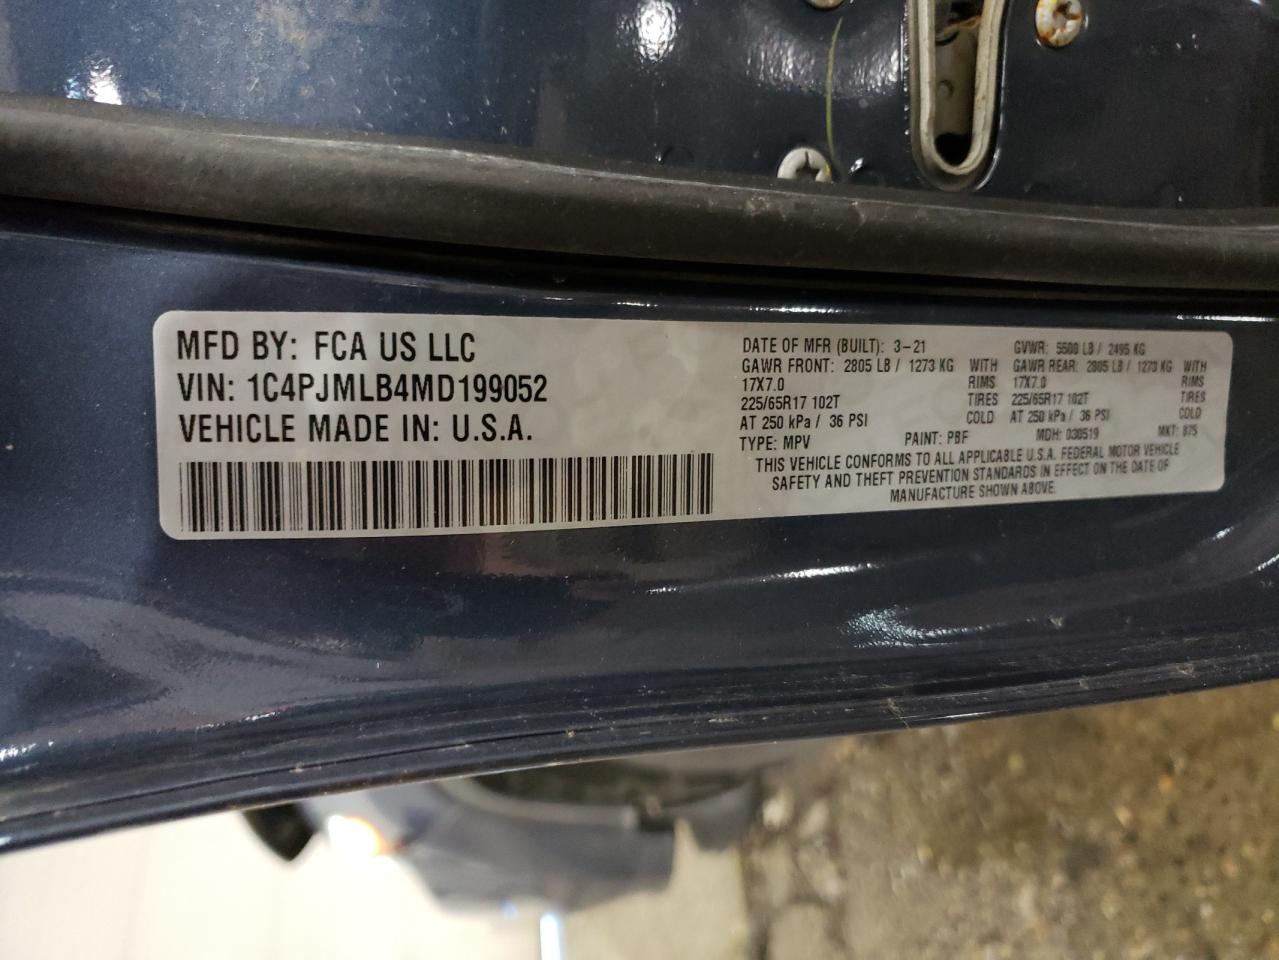 MFD BY: FCA US LLC
VIN: 1C4PJMLB4MD199052
VEHICLE MADE IN: U.S.A.
DATE OF MFR (BUILT): 3-21 GVWR: 5500 LB / 2495 KG
GAWR FRONT: 2805 LB / 1273 KG WITH GAWR REAR: 2805 LB / 1273 KG WITH
17X7.0 RIMS 17X7.0 RIMS
225/65R17 102T TIRES 225/65R17 102T TIRES
AT 250 kPa / 36 PSI COLD AT 250 kPa / 36 PSI COLD
TYPE: MPV PAINT: PBF MDH: 030519 MKT: 875
THIS VEHICLE CONFORMS TO ALL APPLICABLE U.S.A. FEDERAL MOTOR VEHICLE
SAFETY AND THEFT PREVENTION STANDARDS IN EFFECT ON THE DATE OF
MANUFACTURE SHOWN ABOVE.